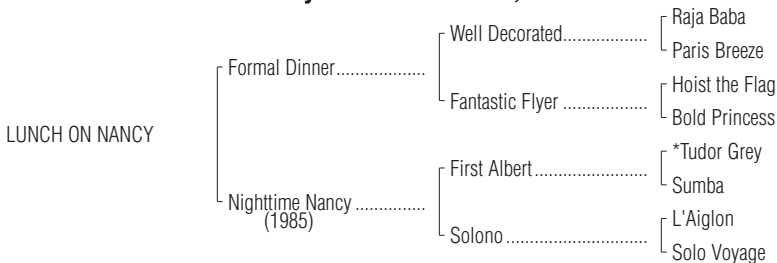 Raja Baba
Well Decorated...................
Paris Breeze
Formal Dinner...................
Hoist the Flag
Fantastic Flyer ...................
Bold Princess
LUNCH ON NANCY
*Tudor Grey
First Albert.........................
Sumba
Nighttime Nancy ...............
(1985)
L'Aiglon
Solono ................................
Solo Voyage